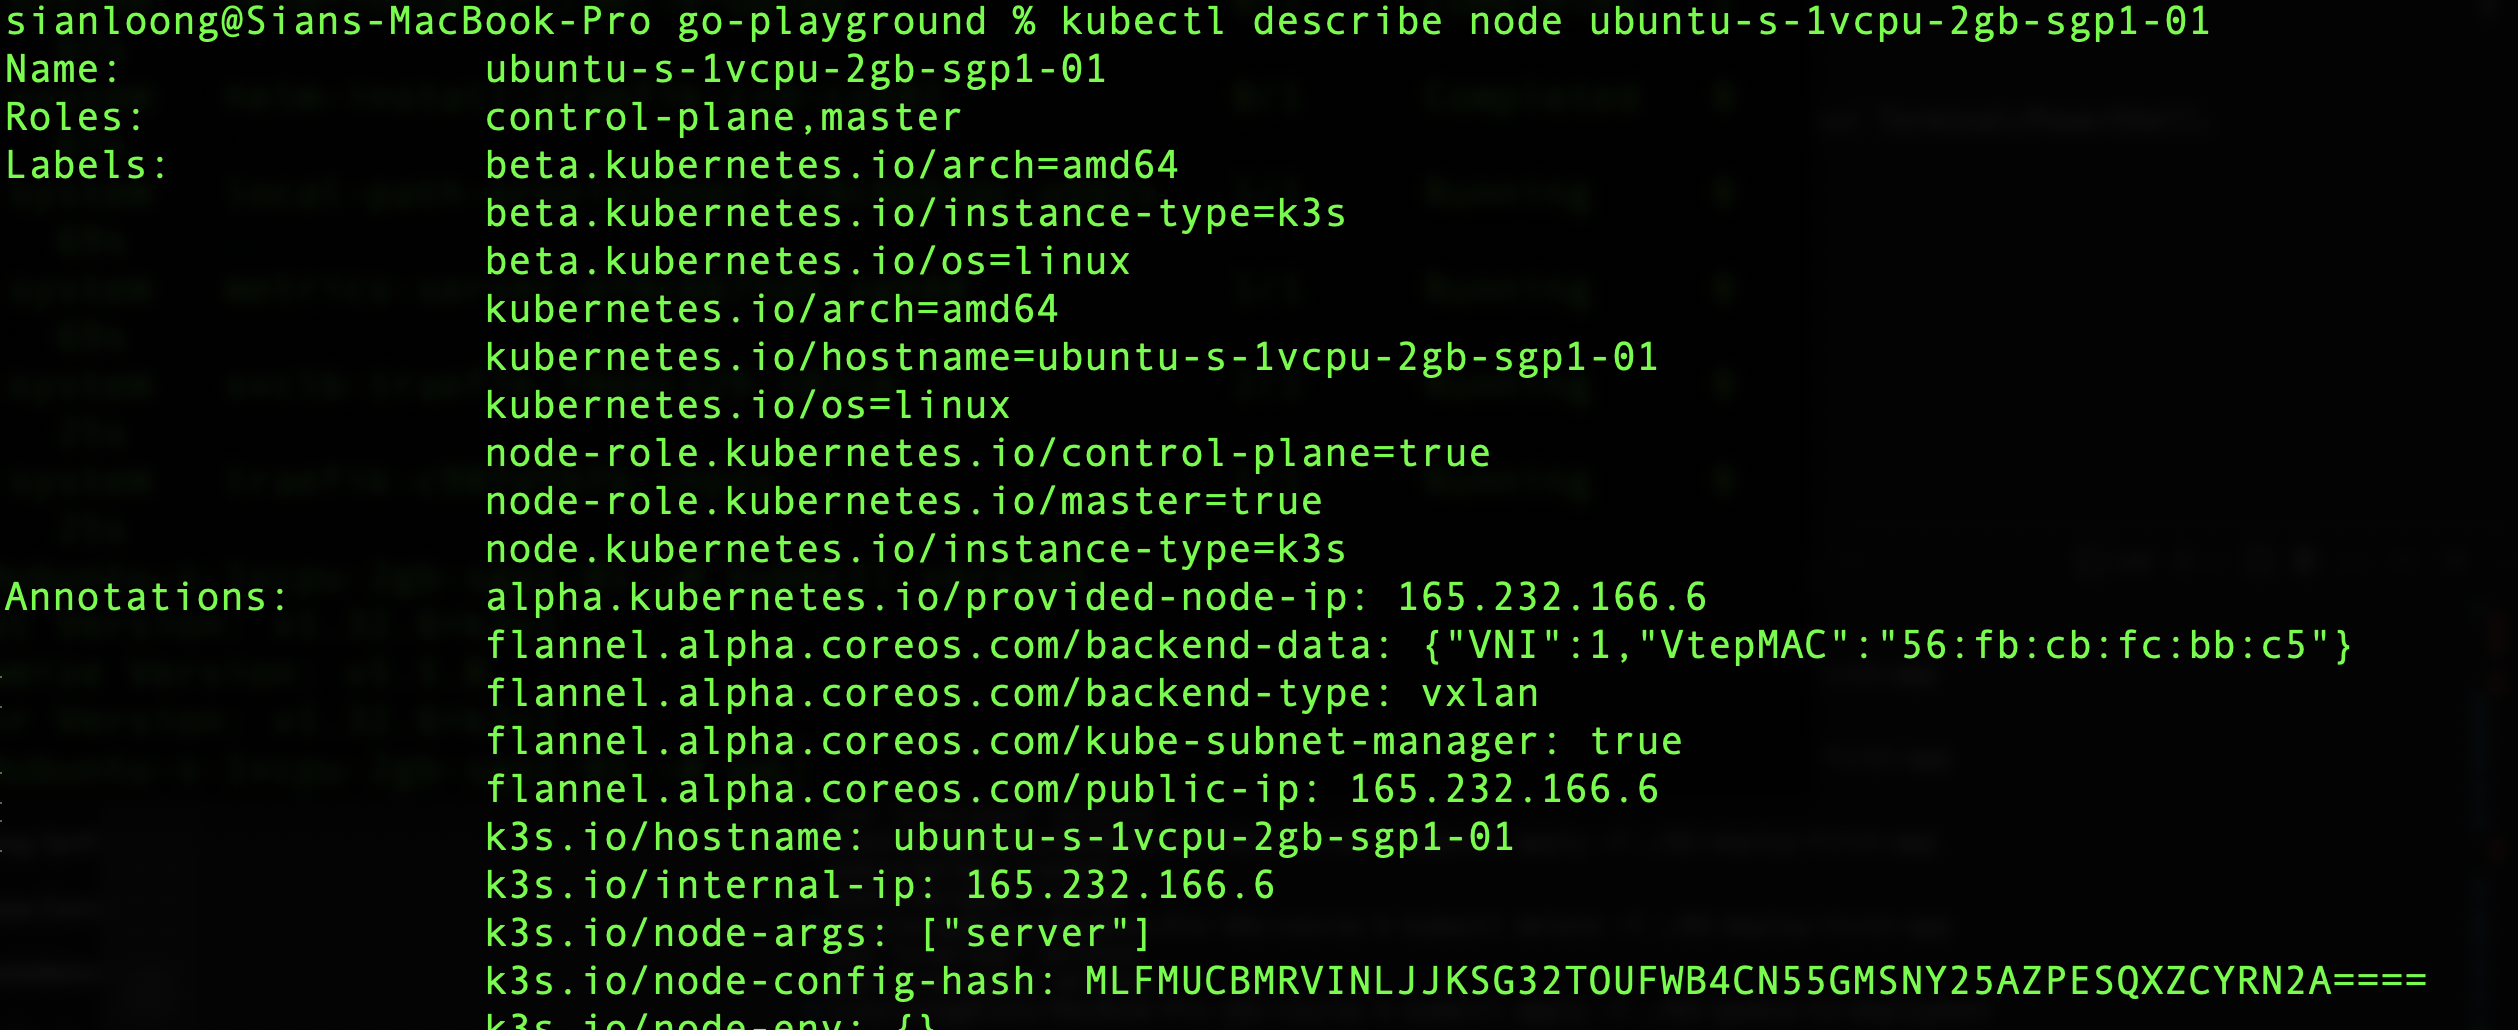 sianloong@Sians-MacBook-Pro go-playground % kubectl describe node ubuntu-s-1vcpu-2gb-sgp1-01
Name:               ubuntu-s-1vcpu-2gb-sgp1-01
Roles:              control-plane,master
Labels:             beta.kubernetes.io/arch=amd64
                    beta.kubernetes.io/instance-type=k3s
                    beta.kubernetes.io/os=linux
                    kubernetes.io/arch=amd64
                    kubernetes.io/hostname=ubuntu-s-1vcpu-2gb-sgp1-01
                    kubernetes.io/os=linux
                    node-role.kubernetes.io/control-plane=true
                    node-role.kubernetes.io/master=true
                    node.kubernetes.io/instance-type=k3s
Annotations:        alpha.kubernetes.io/provided-node-ip: 165.232.166.6
                    flannel.alpha.coreos.com/backend-data: {"VNI":1,"VtepMAC":"56:fb:cb:fc:bb:c5"}
                    flannel.alpha.coreos.com/backend-type: vxlan
                    flannel.alpha.coreos.com/kube-subnet-manager: true
                    flannel.alpha.coreos.com/public-ip: 165.232.166.6
                    k3s.io/hostname: ubuntu-s-1vcpu-2gb-sgp1-01
                    k3s.io/internal-ip: 165.232.166.6
                    k3s.io/node-args: ["server"]
                    k3s.io/node-config-hash: MLFMUCBMRVINLJJKSG32TOUFWB4CN55GMSNY25AZPESQXZCYRN2A====
                    k3s.io/node-env: {}